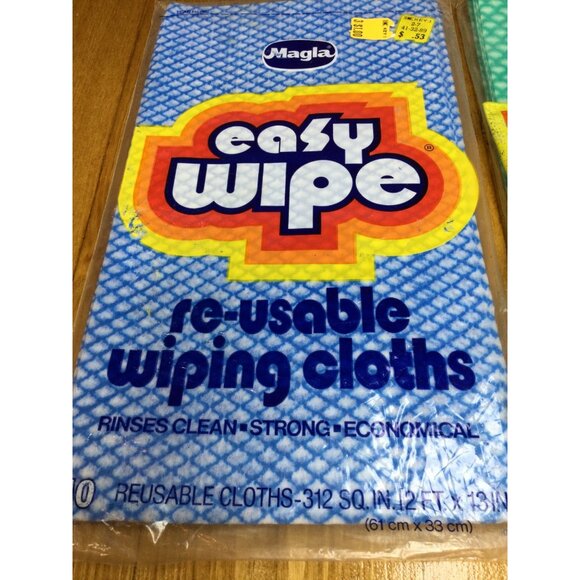 Magla
$ .53
easy
wipe®
re-usable
wiping cloths
RINSES CLEAN▪STRONG▪ECONOMICAL
10 REUSABLE CLOTHS-312 SQ. IN. (2 FT. x 13 IN
(61 cm x 33 cm)